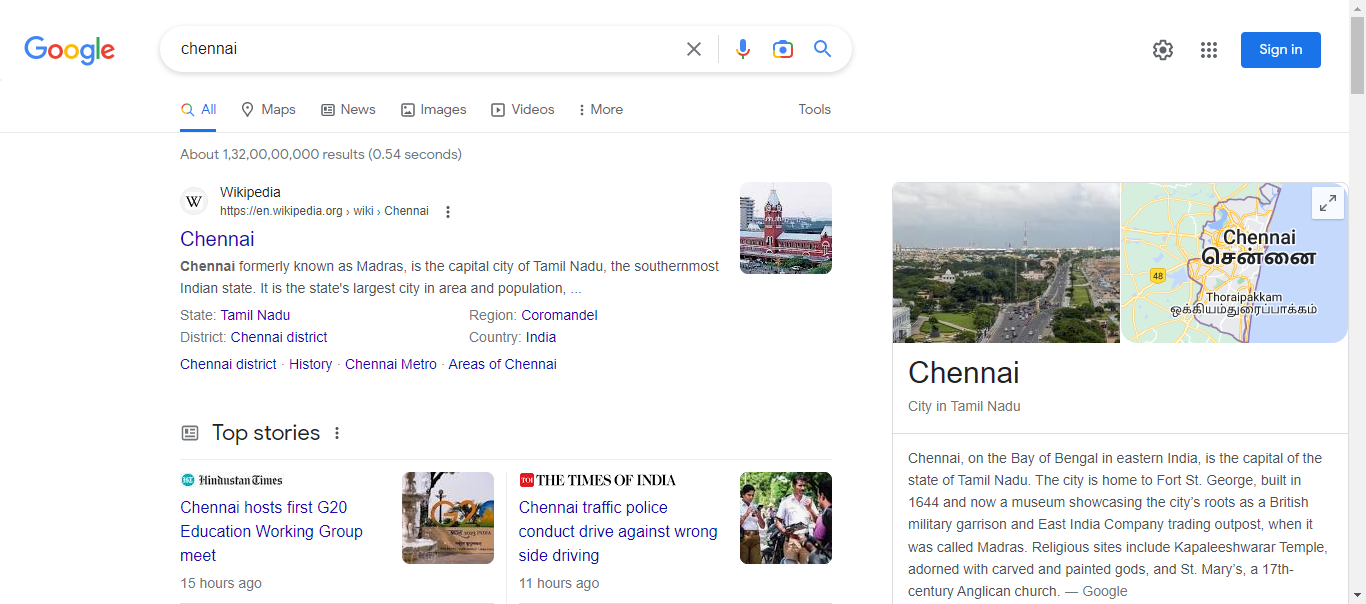 Google
chennai
Sign in
All Maps News Images Videos More Tools
About 1,32,00,00,000 results (0.54 seconds)
W
Wikipedia
https://en.wikipedia.org › wiki › Chennai
Chennai
Chennai formerly known as Madras, is the capital city of Tamil Nadu, the southernmost
Indian state. It is the state's largest city in area and population, ...
State: Tamil Nadu Region: Coromandel
District: Chennai district Country: India
Chennai district · History · Chennai Metro · Areas of Chennai
Top stories
HT Hindustan Times
Chennai hosts first G20
Education Working Group
meet
15 hours ago
G20
TOI THE TIMES OF INDIA
Chennai traffic police
conduct drive against wrong
side driving
11 hours ago
Chennai
சென்னை
48
Thoraipakkam
ஒக்கியம்துரைப்பாக்கம்
Chennai
City in Tamil Nadu
Chennai, on the Bay of Bengal in eastern India, is the capital of the
state of Tamil Nadu. The city is home to Fort St. George, built in
1644 and now a museum showcasing the city's roots as a British
military garrison and East India Company trading outpost, when it
was called Madras. Religious sites include Kapaleeshwarar Temple,
adorned with carved and painted gods, and St. Mary's, a 17th-
century Anglican church. — Google